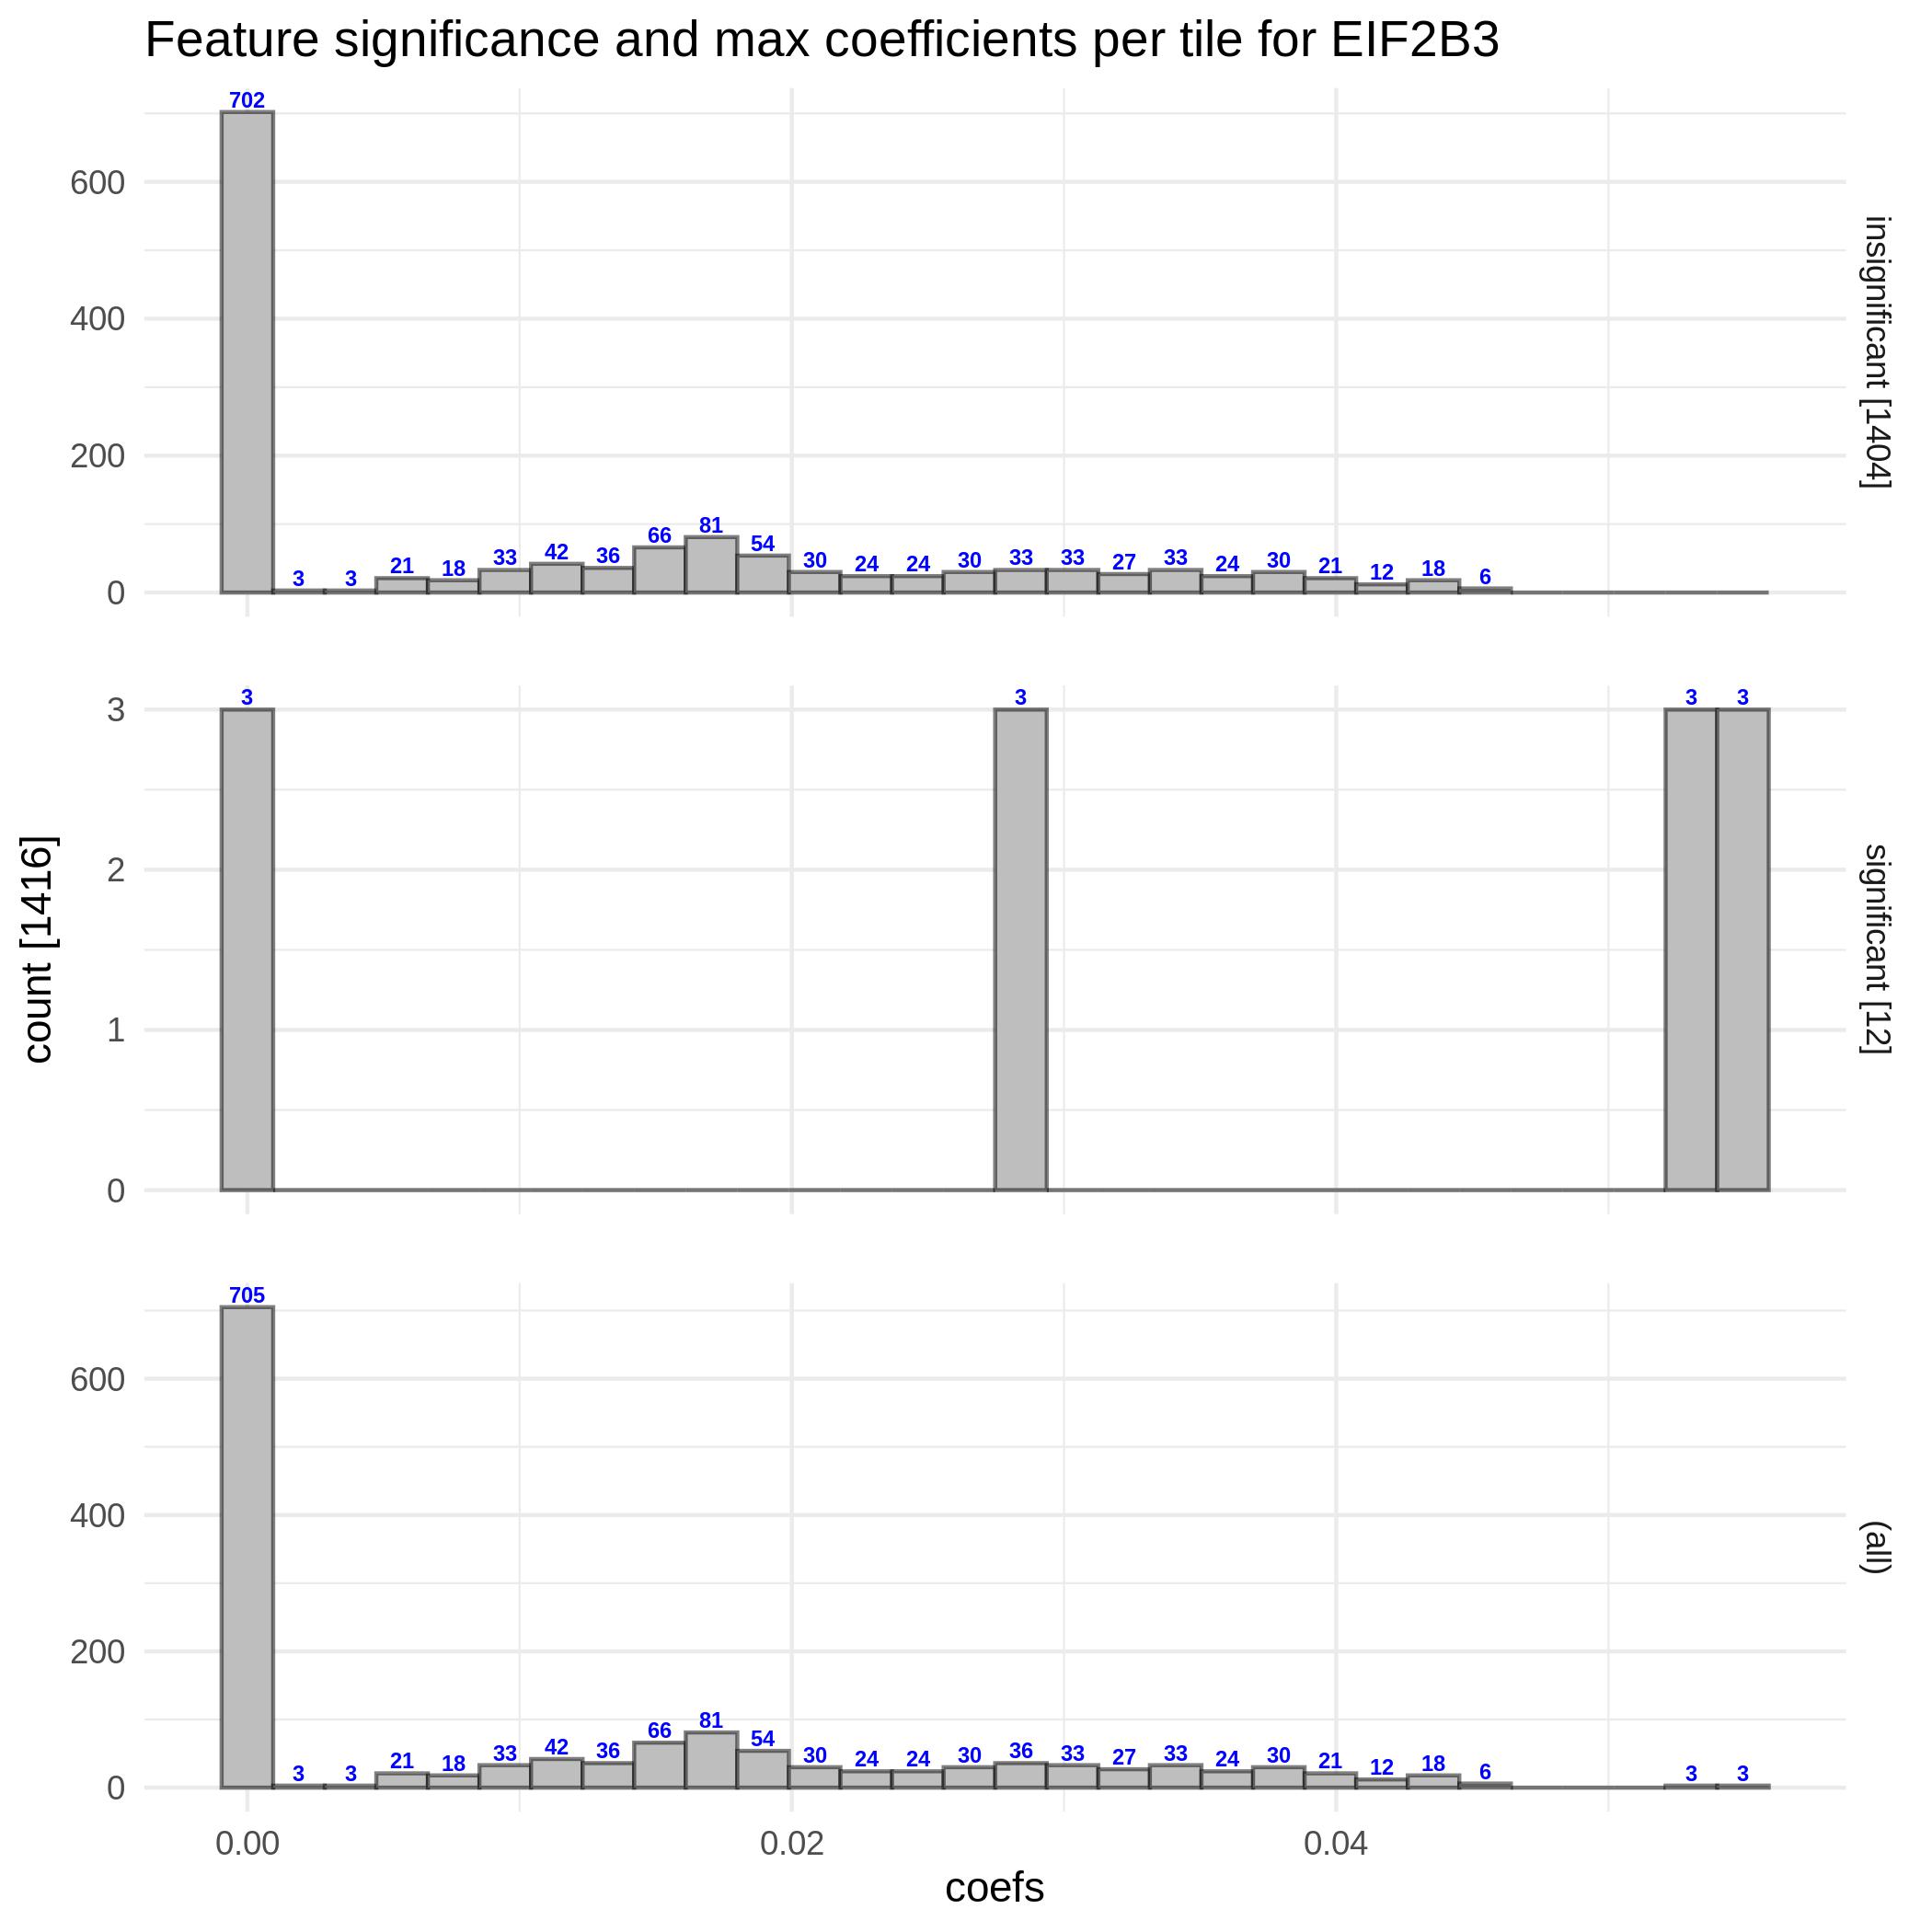 Feature significance and max coefficients per tile for EIF2B3
702
600
400
200
0
3 3 21 18 33 42 36 66 81 54 30 24 24 30 33 33 27 33 24 30 21 12 18 6
insignificant [1404]
count [1416]
3 3 3 3
3
2
1
0
significant [12]
705
600
400
200
0
3 3 21 18 33 42 36 66 81 54 30 24 24 30 36 33 27 33 24 30 21 12 18 6 3 3
(all)
0.00 0.02 0.04
coefs